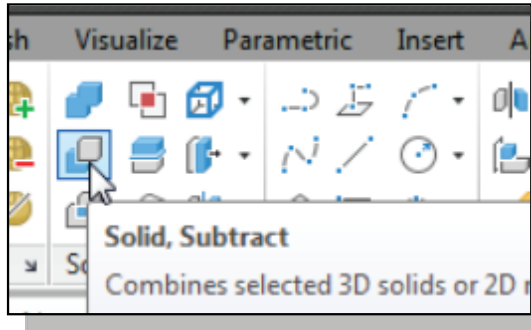 Visualize Parametric Insert
Solid, Subtract
Combines selected 3D solids or 2D